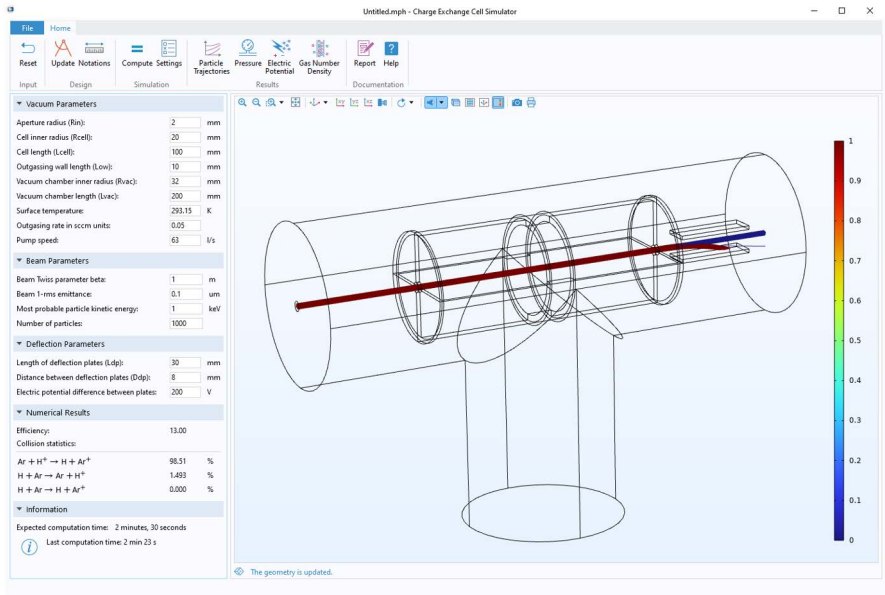 Untitled.mph - Charge Exchange Cell Simulator
File Home
Reset Update Notations Compute Settings Particle Trajectories Pressure Electric Potential Gas Number Density Report Help
Input Design Simulation Results Documentation
Vacuum Parameters
Aperture radius (Rin): 2 mm
Cell inner radius (Rcell): 20 mm
Cell length (Lcell): 100 mm
Outgassing wall length (Low): 10 mm
Vacuum chamber inner radius (Rvac): 32 mm
Vacuum chamber length (Lvac): 200 mm
Surface temperature: 293.15 K
Outgasing rate in sccm units: 0.05
Pump speed: 63 l/s
Beam Parameters
Beam Twiss parameter beta: 1 m
Beam 1-rms emittance: 0.1 um
Most probable particle kinetic energy: 1 keV
Number of particles: 1000
Deflection Parameters
Length of deflection plates (Ldp): 30 mm
Distance between deflection plates (Ddp): 8 mm
Electric potential difference between plates: 200 V
Numerical Results
Efficiency: 13.00
Collision statistics:
Ar + H⁺ → H + Ar⁺ 98.51 %
H + Ar → Ar + H⁺ 1.493 %
H + Ar → H + Ar⁺ 0.000 %
Information
Expected computation time: 2 minutes, 30 seconds
Last computation time: 2 min 23 s
1
0.9
0.8
0.7
0.6
0.5
0.4
0.3
0.2
0.1
0
The geometry is updated.